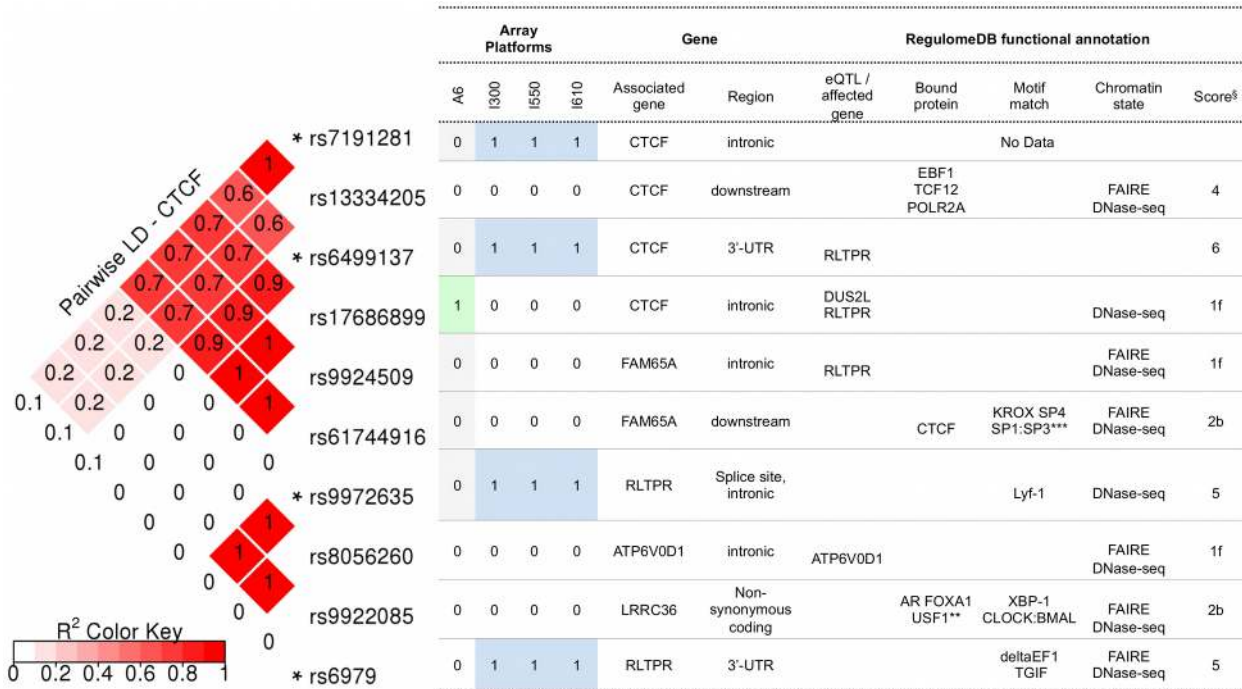 Array Platforms
Gene
RegulomeDB functional annotation
A6 I300 I550 I610 Associated gene Region eQTL / affected gene Bound protein Motif match Chromatin state Score§
Pairwise LD - CTCF
* rs7191281 0 1 1 1 CTCF intronic No Data
1
rs13334205 0 0 0 0 CTCF downstream EBF1 TCF12 POLR2A FAIRE DNase-seq 4
0.6
0.7 0.6
* rs6499137 0 1 1 1 CTCF 3'-UTR RLTPR 6
0.7 0.7
0.7 0.7 0.9
rs17686899 1 0 0 0 CTCF intronic DUS2L RLTPR DNase-seq 1f
0.2 0.7 0.9
0.2 0.2 0.9 1
rs9924509 0 0 0 0 FAM65A intronic RLTPR FAIRE DNase-seq 1f
0.2 0.2 0 1
0.1 0.2 0 0 1
rs61744916 0 0 0 0 FAM65A downstream CTCF KROX SP4 SP1:SP3*** FAIRE DNase-seq 2b
0.1 0 0 0
0.1 0 0 0
* rs9972635 0 1 1 1 RLTPR Splice site, intronic Lyf-1 DNase-seq 5
0 0 0
0 0 1
rs8056260 0 0 0 0 ATP6V0D1 intronic ATP6V0D1 FAIRE DNase-seq 1f
0 1
0 1
rs9922085 0 0 0 0 LRRC36 Non-synonymous coding AR FOXA1 USF1** XBP-1 CLOCK:BMAL FAIRE DNase-seq 2b
0
0
* rs6979 0 1 1 1 RLTPR 3'-UTR deltaEF1 TGIF FAIRE DNase-seq 5
R2 Color Key
0 0.2 0.4 0.6 0.8 1